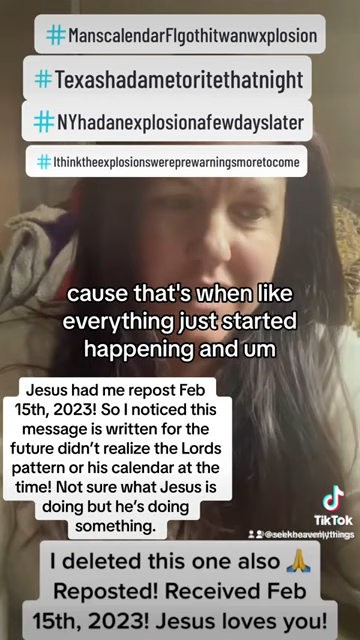 #ManscalendarFlgothitwanwxplosion
#Texashadametoritethatnight
#NYhadanexplosionafewdayslater
#Ithinktheexplosionswereprewarningsmoretocome
cause that's when like
everything just started
happening and um
Jesus had me repost Feb
15th, 2023! So I noticed this
message is written for the
future didn’t realize the Lords
pattern or his calendar at the
time! Not sure what Jesus is
doing but he’s doing
something.
TikTok
@seekheavenlythings
I deleted this one also 🙏
Reposted! Received Feb
15th, 2023! Jesus loves you!